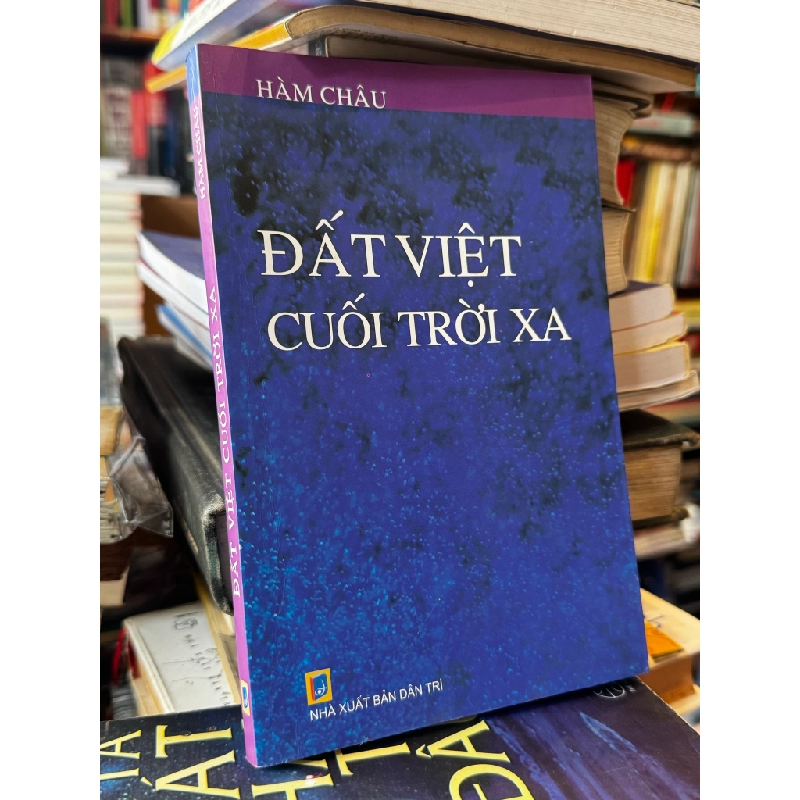 HÀM CHÂU
ĐẤT VIỆT
CUỐI TRỜI XA
NHÀ XUẤT BẢN DÂN TRÍ
HÀM CHÂU
ĐẤT VIỆT CUỐI TRỜI XA